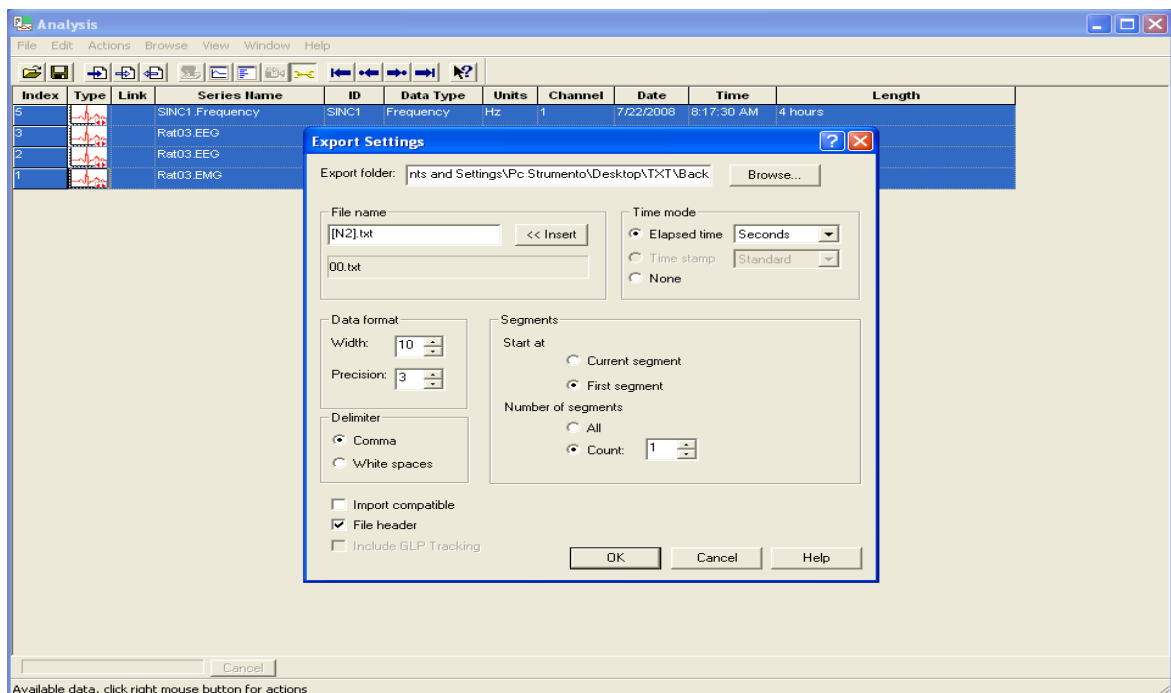 Analysis
File Edit Actions Browse View Window Help
Index Type Link Series Name ID Data Type Units Channel Date Time Length
5 SINC1.Frequency SINC1 Frequency Hz 1 7/22/2008 8:17:30 AM 4 hours
3 Rat03.EEG
2 Rat03.EEG
1 Rat03.EMG
Export Settings
Export folder: nts and Settings\Pc Strumento\Desktop\TXT\Back Browse...
File name
[N2].txt << Insert
00.txt
Time mode
Elapsed time Seconds
Time stamp Standard
None
Data format
Width: 10
Precision: 3
Delimiter
Comma
White spaces
Segments
Start at
Current segment
First segment
Number of segments
All
Count: 1
Import compatible
File header
Include GLP Tracking
OK Cancel Help
Cancel
Available data, click right mouse button for actions